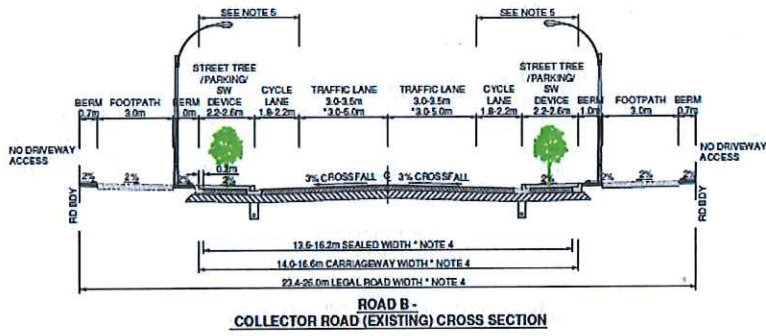 SEE NOTE 5 SEE NOTE 5
STREET TREE STREET TREE
/PARKING/ /PARKING/
SW CYCLE TRAFFIC LANE TRAFFIC LANE CYCLE SW
BERM FOOTPATH BERM DEVICE LANE 3.0-3.5m 3.0-3.5m LANE DEVICE BERM FOOTPATH BERM
0.7m 3.0m 1.0m 2.2-2.6m 1.8-2.2m *3.0-5.0m *3.0-5.0m 1.8-2.2m 2.2-2.6m 1.0m 3.0m 0.7m
NO DRIVEWAY NO DRIVEWAY
ACCESS ACCESS
0.2m
2% 2% 2% 2% 3% CROSSFALL 3% CROSSFALL 2% 2% 2% 2%
RD BDY RD BDY
13.6-16.2m SEALED WIDTH * NOTE 4
14.0-16.6m CARRIAGEWAY WIDTH * NOTE 4
23.4-26.0m LEGAL ROAD WIDTH * NOTE 4
ROAD B -
COLLECTOR ROAD (EXISTING) CROSS SECTION